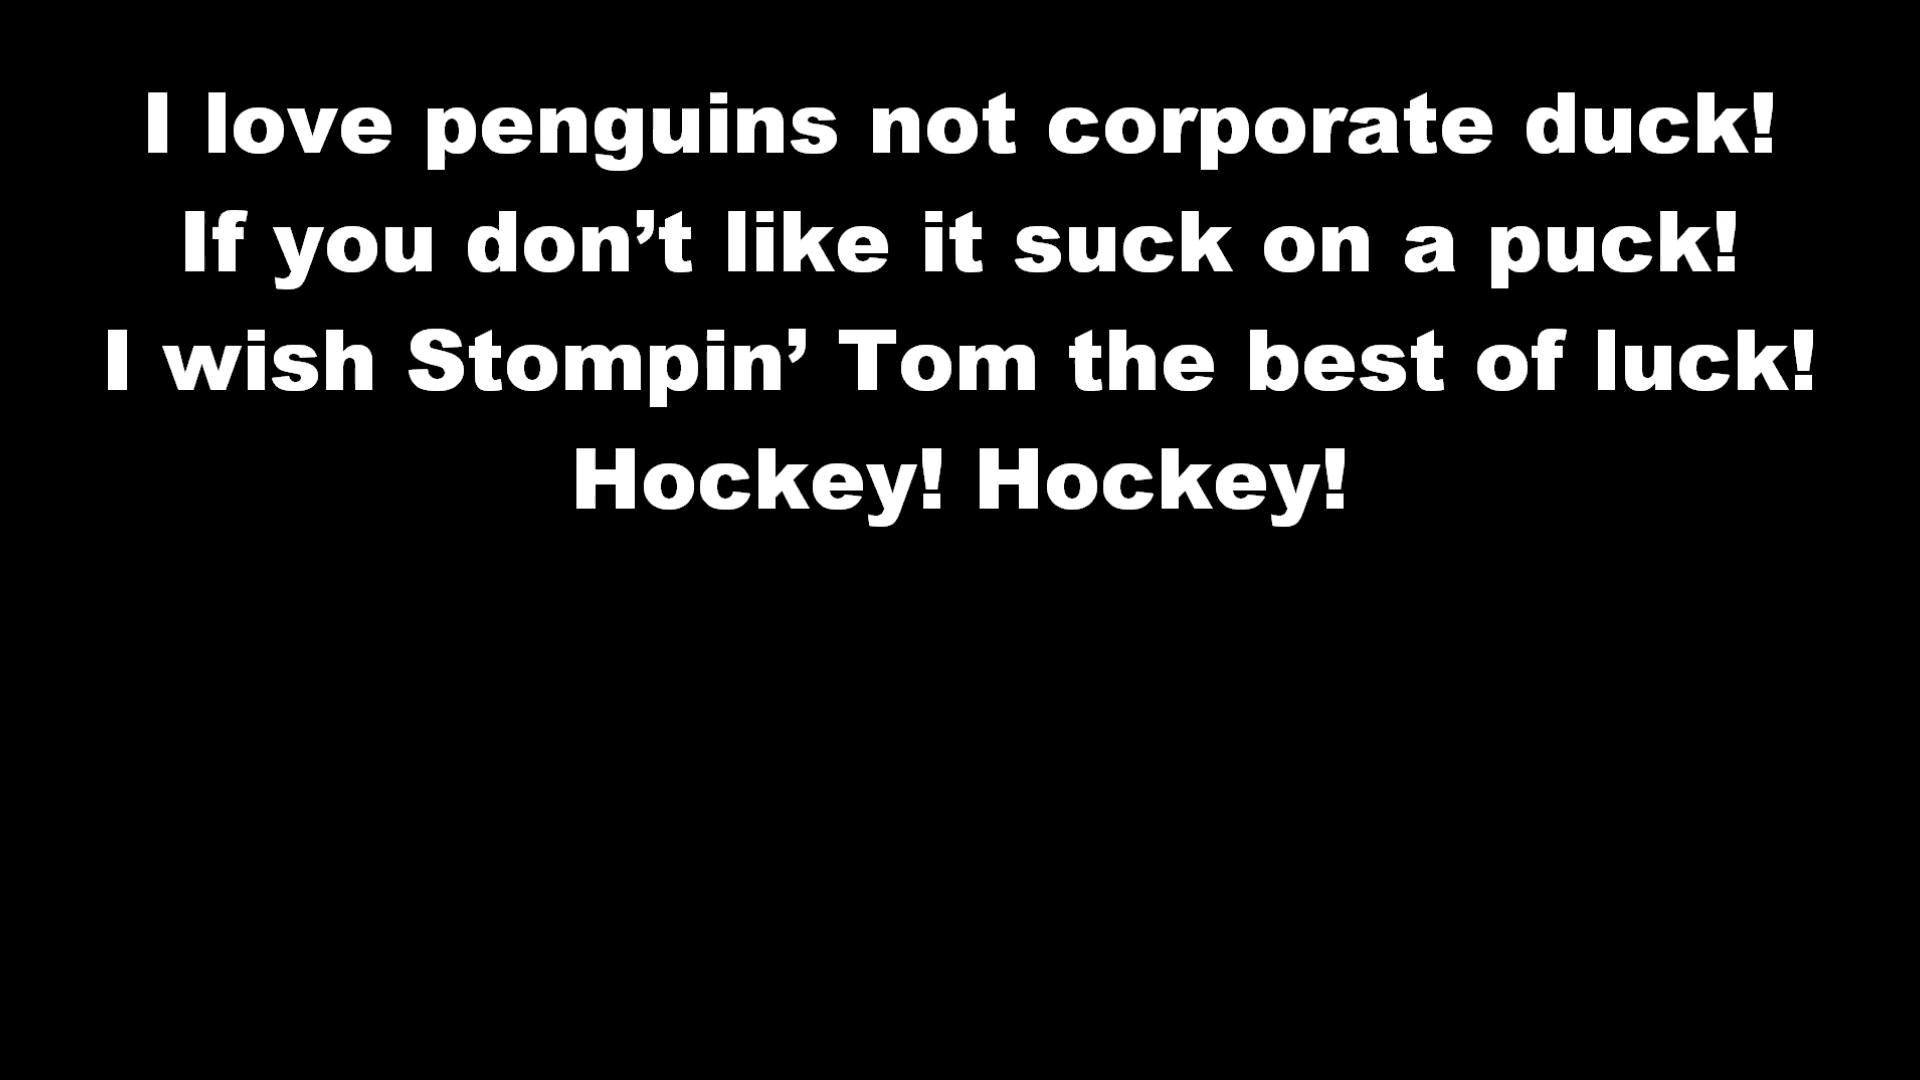 I love penguins not corporate duck!
If you don’t like it suck on a puck!
I wish Stompin’ Tom the best of luck!
Hockey! Hockey!